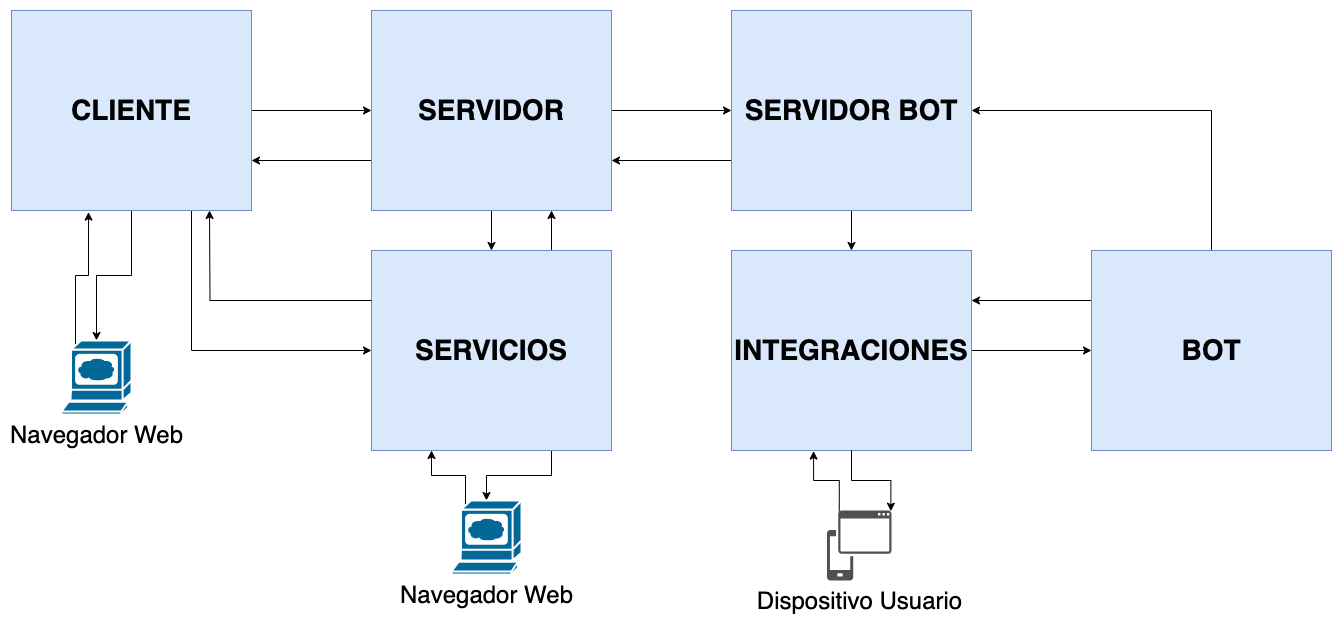 CLIENTE
SERVIDOR
SERVIDOR BOT
SERVICIOS
INTEGRACIONES
BOT
Navegador Web
Navegador Web
Dispositivo Usuario